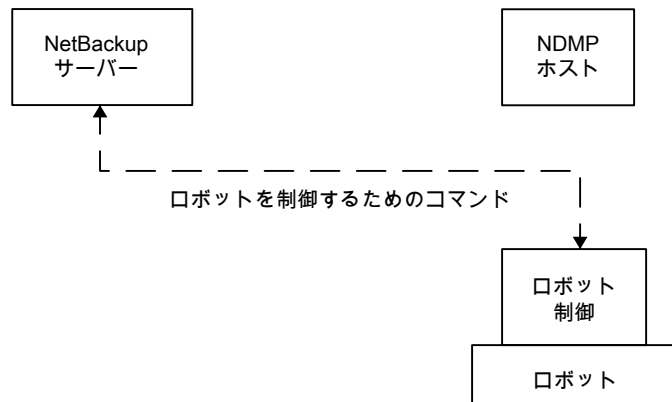 NetBackup
サーバー
NDMP
ホスト
ロボットを制御するためのコマンド
ロボット
制御
ロボット